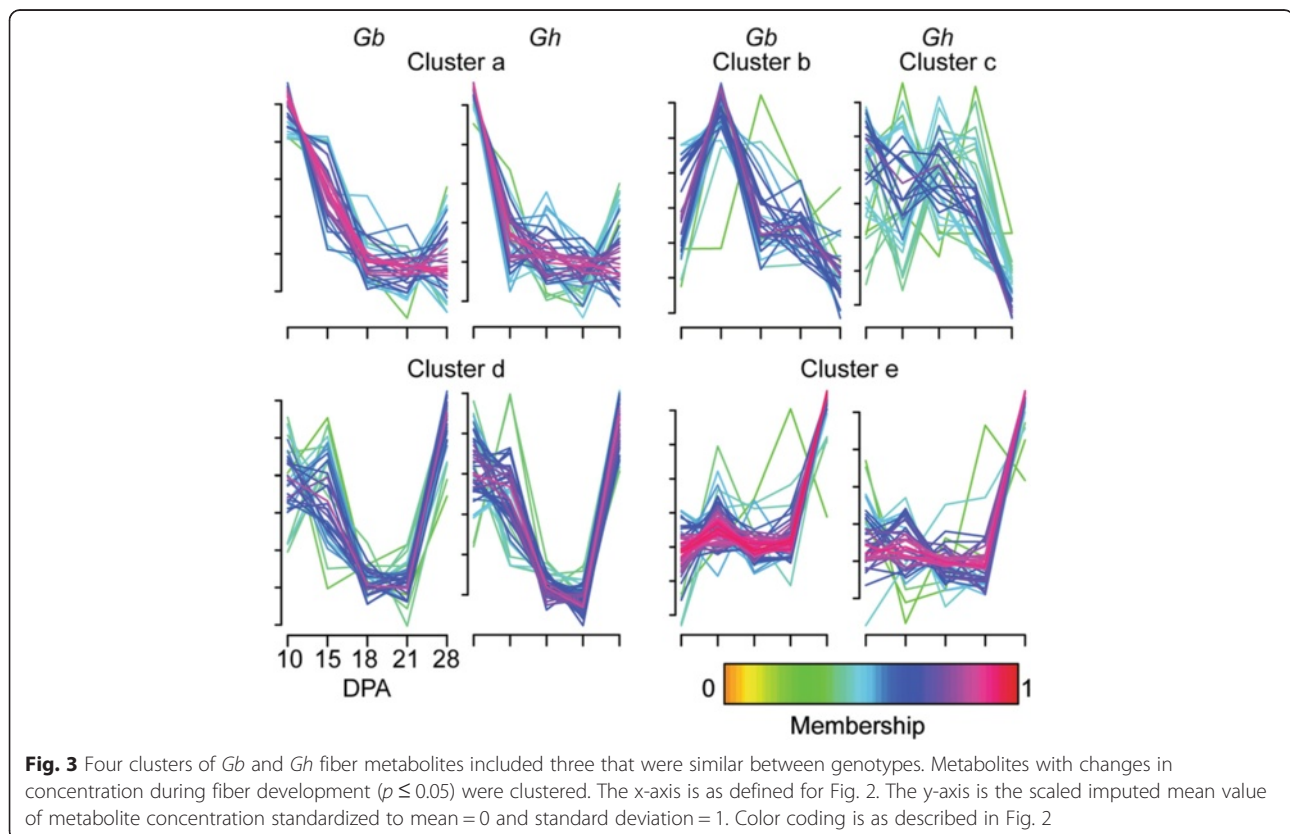 Gb Gh Gb Gh
Cluster a Cluster b Cluster c
Cluster d Cluster e
10 15 18 21 28
DPA
0 1
Membership
Fig. 3 Four clusters of Gb and Gh fiber metabolites included three that were similar between genotypes. Metabolites with changes in
concentration during fiber development (p ≤ 0.05) were clustered. The x-axis is as defined for Fig. 2. The y-axis is the scaled imputed mean value
of metabolite concentration standardized to mean = 0 and standard deviation = 1. Color coding is as described in Fig. 2